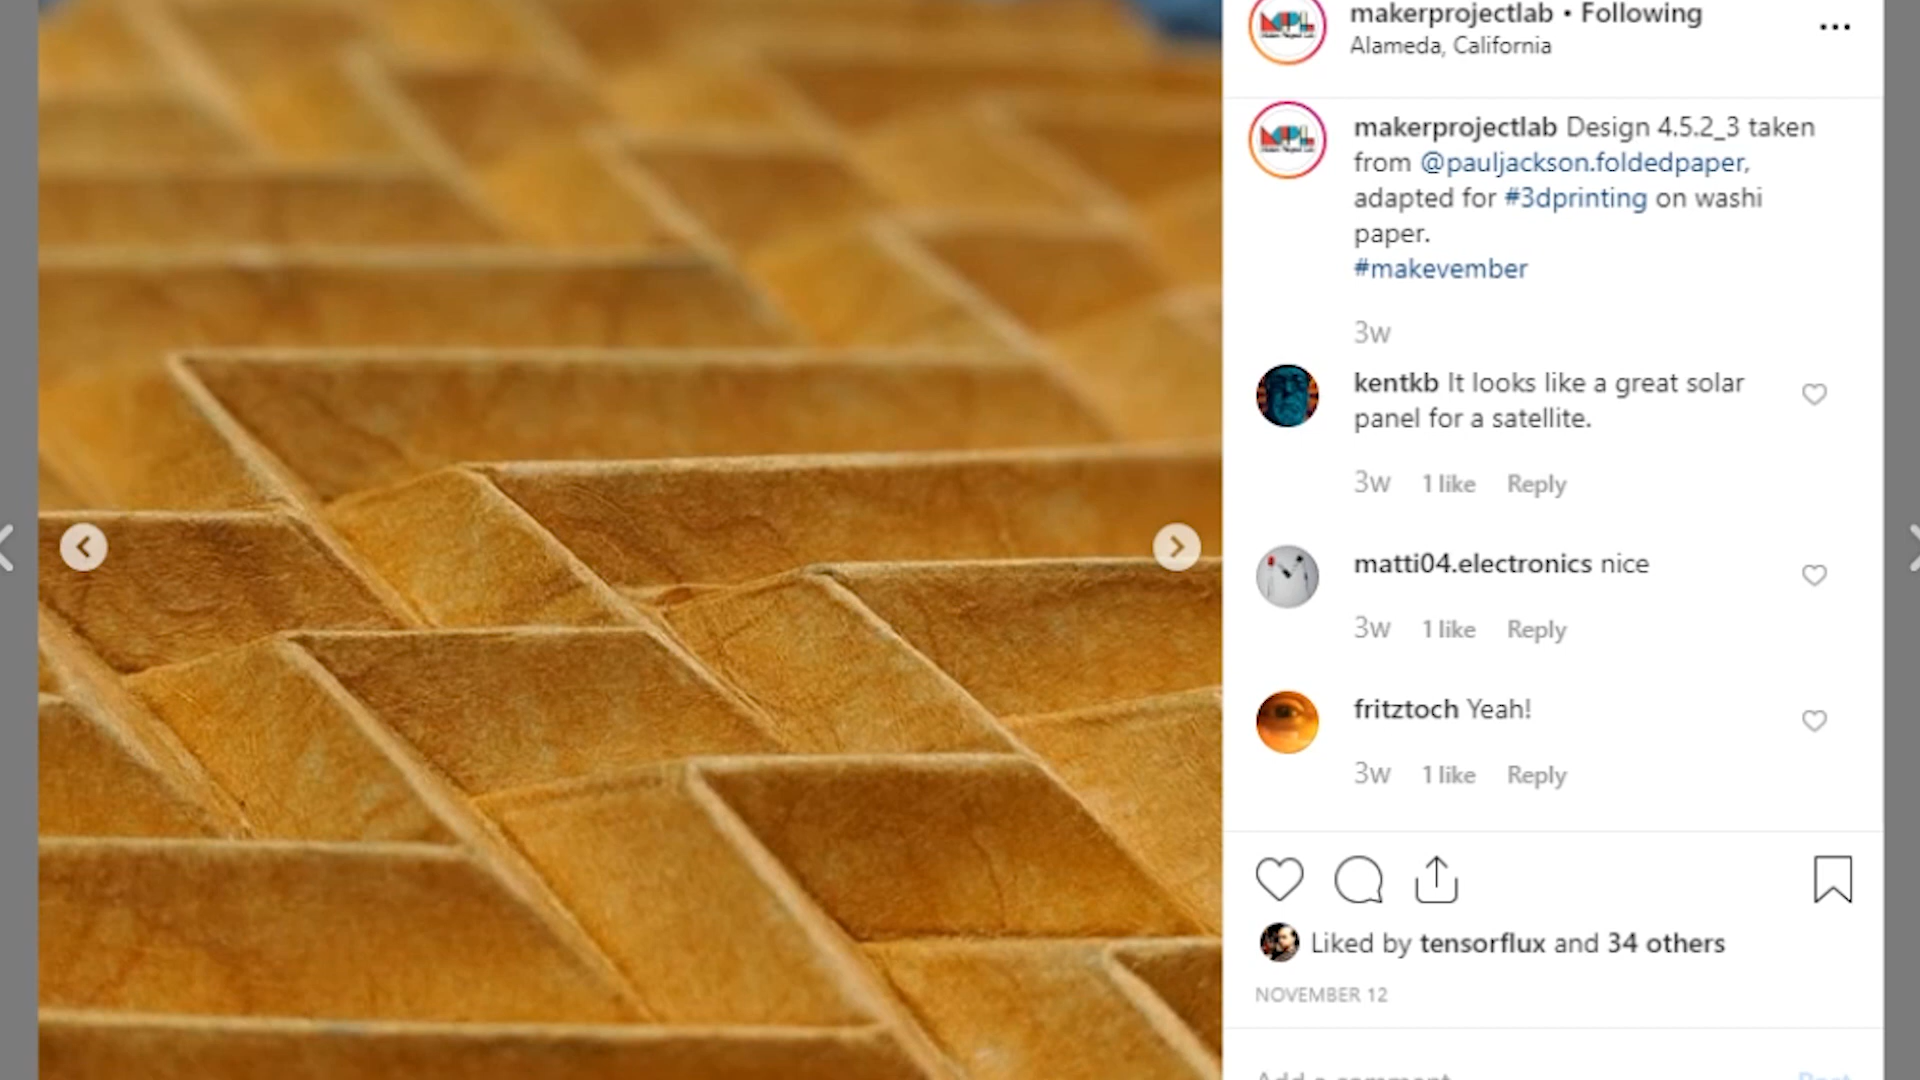 makerprojectlab • Following
Alameda, California
makerprojectlab Design 4.5.2_3 taken
from @pauljackson.foldedpaper,
adapted for #3dprinting on washi
paper.
#makevember
3w
kentkb It looks like a great solar
panel for a satellite.
3w 1 like Reply
matti04.electronics nice
3w 1 like Reply
fritztoch Yeah!
3w 1 like Reply
Liked by tensorflux and 34 others
NOVEMBER 12
Add a comment
Post